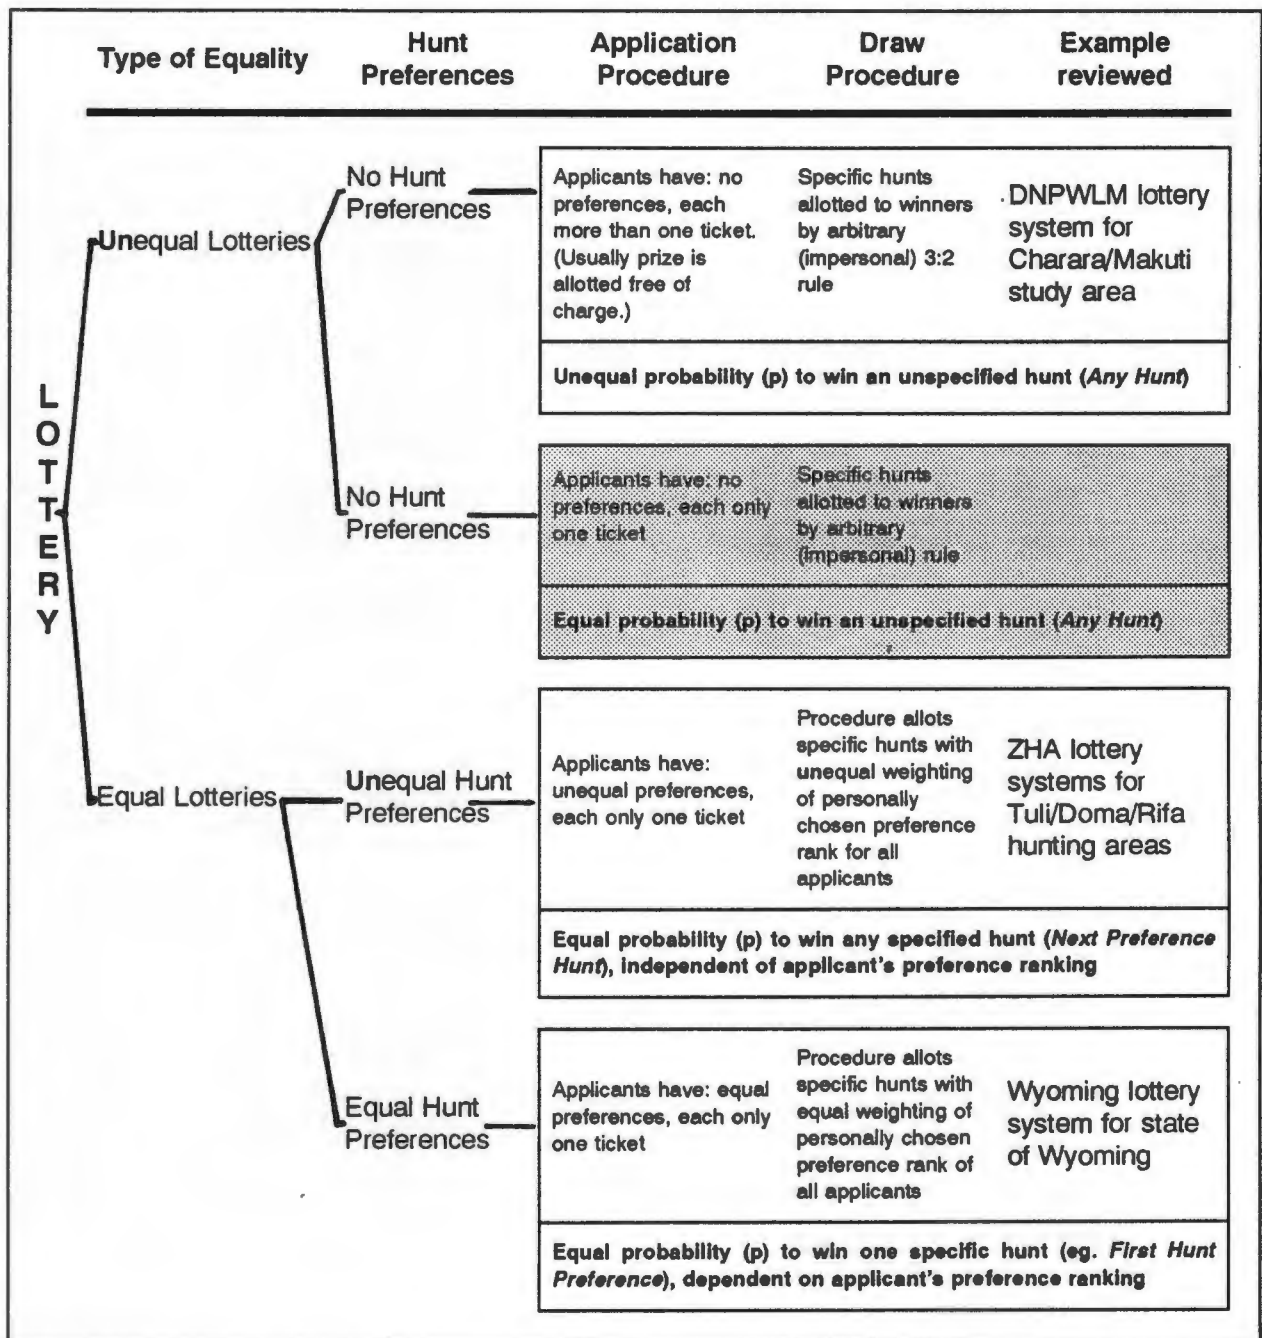 Type of Equality
Hunt
Preferences
Application
Procedure
Draw
Procedure
Example
reviewed
LOTTERY
Unequal Lotteries
No Hunt
Preferences
Applicants have: no
preferences, each
more than one ticket.
(Usually prize is
allotted free of
charge.)
Specific hunts
allotted to winners
by arbitrary
(impersonal) 3:2
rule
DNPWLM lottery
system for
Charara/Makuti
study area
Unequal probability (p) to win an unspecified hunt (Any Hunt)
No Hunt
Preferences
Applicants have: no
preferences, each only
one ticket
Specific hunts
allotted to winners
by arbitrary
(impersonal) rule
Equal probability (p) to win an unspecified hunt (Any Hunt)
Equal Lotteries
Unequal Hunt
Preferences
Applicants have:
unequal preferences,
each only one ticket
Procedure allots
specific hunts with
unequal weighting
of personally
chosen preference
rank for all
applicants
ZHA lottery
systems for
Tuli/Doma/Rifa
hunting areas
Equal probability (p) to win any specified hunt (Next Preference
Hunt), independent of applicant's preference ranking
Equal Hunt
Preferences
Applicants have: equal
preferences, each only
one ticket
Procedure allots
specific hunts with
equal weighting of
personally chosen
preference rank of
all applicants
Wyoming lottery
system for state
of Wyoming
Equal probability (p) to win one specific hunt (eg. First Hunt
Preference), dependent on applicant's preference ranking